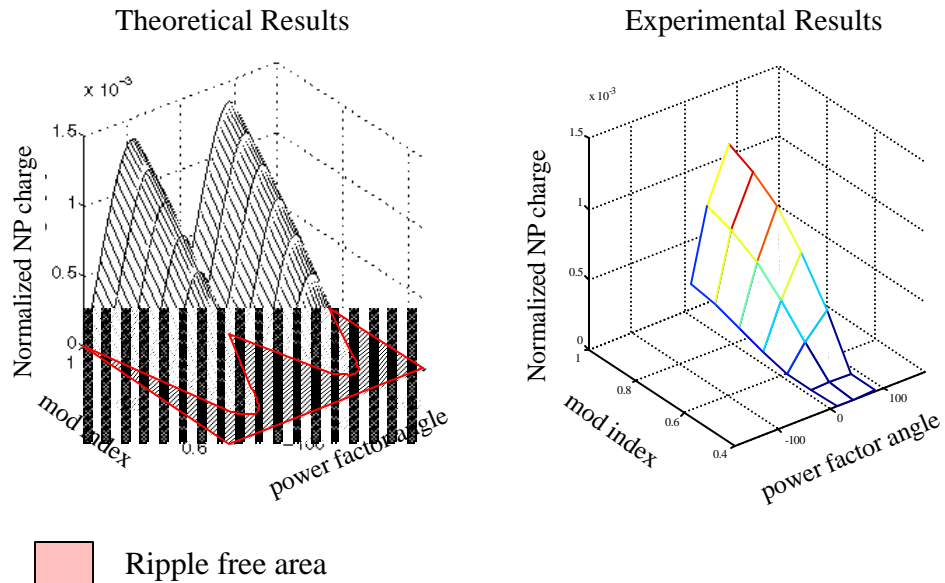 Theoretical Results
Experimental Results
x 10⁻³
1.5
1
0.5
0
1
0.6
-100
Normalized NP charge
mod index
power factor angle
x 10⁻³
1.5
1
0.5
0
1
0.8
0.6
0.4
-100
0
100
Normalized NP charge
mod index
power factor angle
Ripple free area